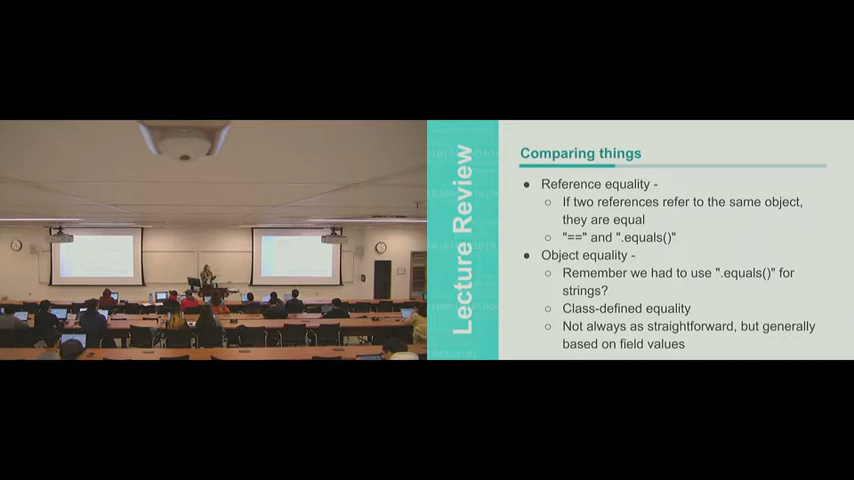 Lecture Review
Comparing things
● Reference equality -
○ If two references refer to the same object,
they are equal
○ "==" and ".equals()"
● Object equality -
○ Remember we had to use ".equals()" for
strings?
○ Class-defined equality
○ Not always as straightforward, but generally
based on field values